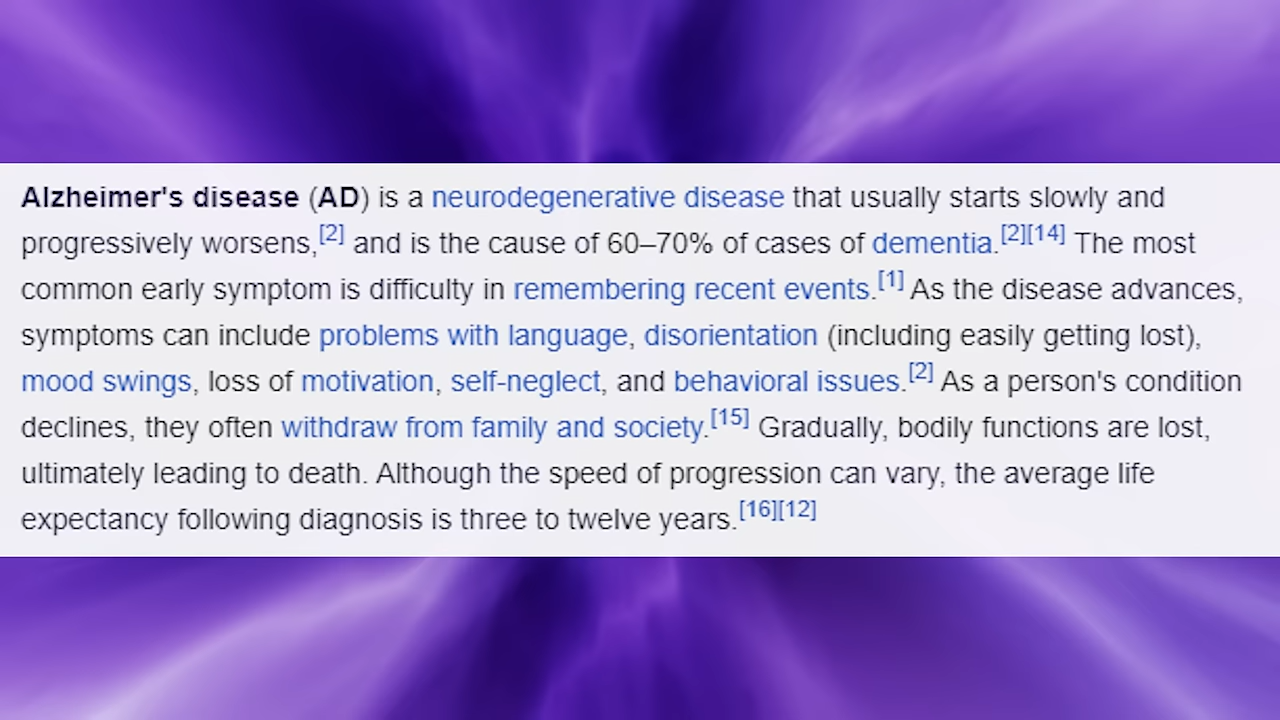 Alzheimer's disease (AD) is a neurodegenerative disease that usually starts slowly and
progressively worsens,[2] and is the cause of 60–70% of cases of dementia.[2][14] The most
common early symptom is difficulty in remembering recent events.[1] As the disease advances,
symptoms can include problems with language, disorientation (including easily getting lost),
mood swings, loss of motivation, self-neglect, and behavioral issues.[2] As a person's condition
declines, they often withdraw from family and society.[15] Gradually, bodily functions are lost,
ultimately leading to death. Although the speed of progression can vary, the average life
expectancy following diagnosis is three to twelve years.[16][12]